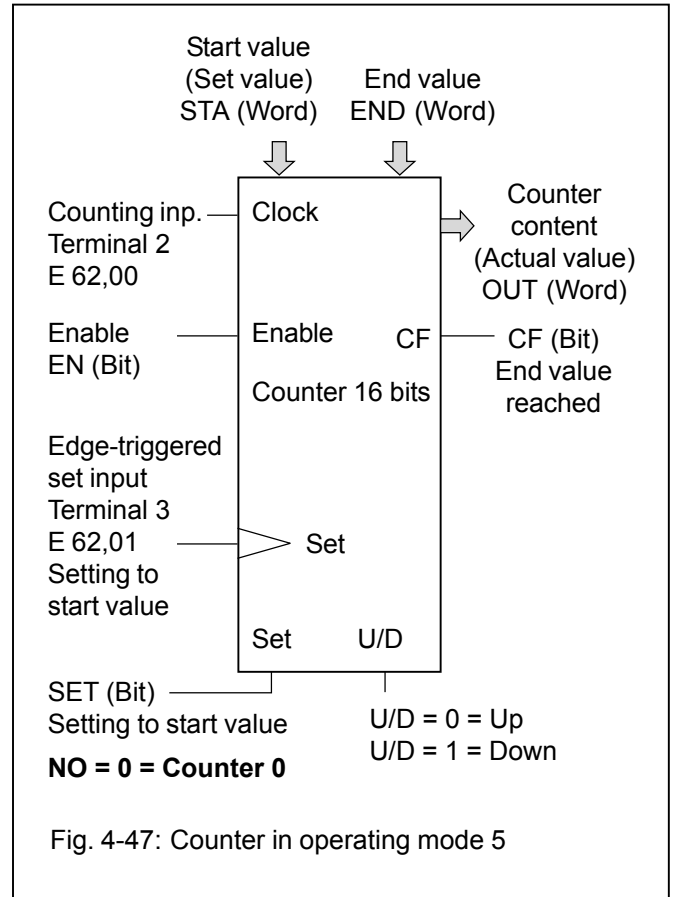 Start value
(Set value)
STA (Word)
End value
END (Word)
Counting inp.
Terminal 2
E 62,00
Clock
Counter
content
(Actual value)
OUT (Word)
Enable
EN (Bit)
Enable
CF
CF (Bit)
End value
reached
Counter 16 bits
Edge-triggered
set input
Terminal 3
E 62,01
Setting to
start value
Set
Set
U/D
SET (Bit)
Setting to start value
U/D = 0 = Up
U/D = 1 = Down
NO = 0 = Counter 0
Fig. 4-47: Counter in operating mode 5